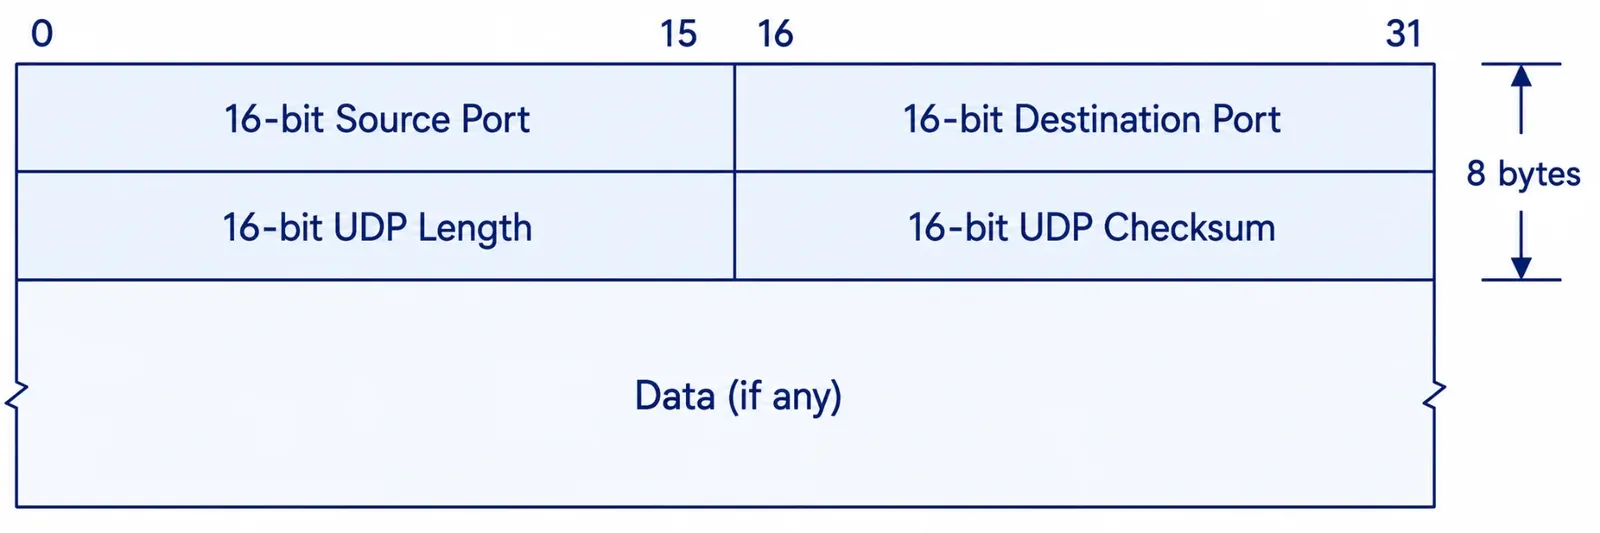 0 15 16 31
16-bit Source Port 16-bit Destination Port
8 bytes
16-bit UDP Length 16-bit UDP Checksum
Data (if any)